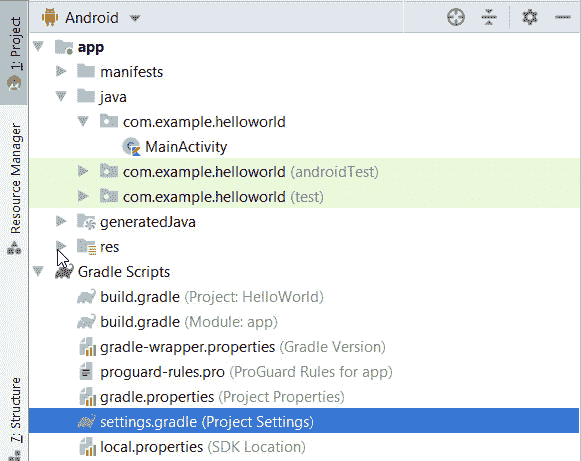 1: Project
Resource Manager
7: Structure
Android
app
manifests
java
com.example.helloworld
MainActivity
com.example.helloworld (androidTest)
com.example.helloworld (test)
generatedJava
res
Gradle Scripts
build.gradle (Project: HelloWorld)
build.gradle (Module: app)
gradle-wrapper.properties (Gradle Version)
proguard-rules.pro (ProGuard Rules for app)
gradle.properties (Project Properties)
settings.gradle (Project Settings)
local.properties (SDK Location)